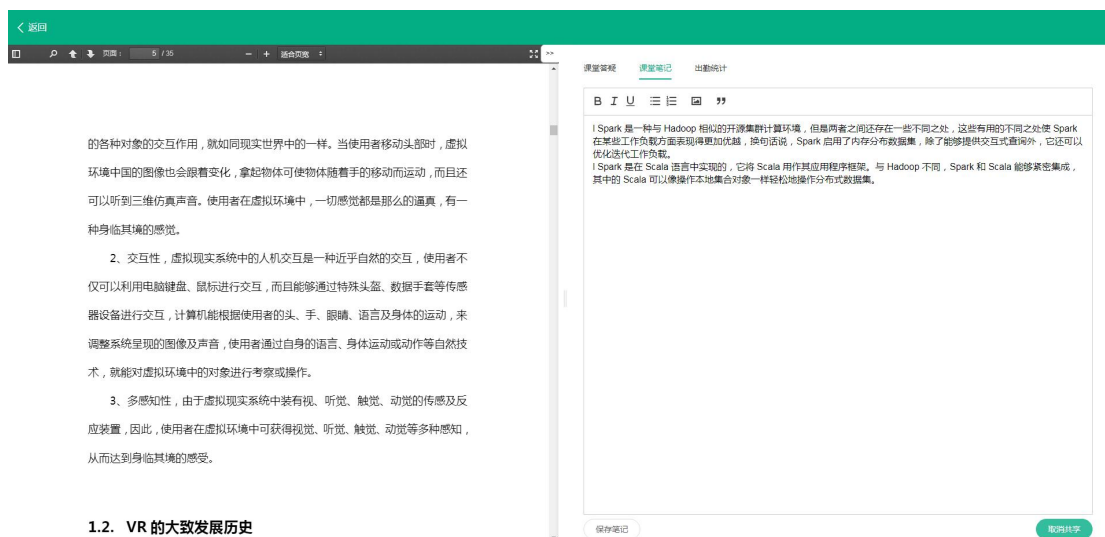 返回
页面： 5 / 35 适合页宽 >>
的各种对象的交互作用，就如同现实世界中的一样。当使用者移动头部时，虚拟
环境中国的图像也会跟着变化，拿起物体可使物体随着手的移动而运动，而且还
可以听到三维仿真声音。使用者在虚拟环境中，一切感觉都是那么的逼真，有一
种身临其境的感觉。
2、交互性，虚拟现实系统中的人机交互是一种近乎自然的交互，使用者不
仅可以利用电脑键盘、鼠标进行交互，而且能够通过特殊头盔、数据手套等传感
器设备进行交互，计算机能根据使用者的头、手、眼睛、语言及身体的运动，来
调整系统呈现的图像及声音，使用者通过自身的语言、身体运动或动作等自然技
术，就能对虚拟环境中的对象进行考察或操作。
3、多感知性，由于虚拟现实系统中装有视、听觉、触觉、动觉的传感及反
应装置，因此，使用者在虚拟环境中可获得视觉、听觉、触觉、动觉等多种感知，
从而达到身临其境的感受。
1.2. VR 的大致发展历史
课堂答疑 课堂笔记 出勤统计
B I U
l Spark 是一种与 Hadoop 相似的开源集群计算环境，但是两者之间还存在一些不同之处，这些有用的不同之处使 Spark
在某些工作负载方面表现得更加优越，换句话说，Spark 启用了内存分布数据集，除了能够提供交互式查询外，它还可以
优化迭代工作负载。
l Spark 是在 Scala 语言中实现的，它将 Scala 用作其应用程序框架。与 Hadoop 不同，Spark 和 Scala 能够紧密集成，
其中的 Scala 可以像操作本地集合对象一样轻松地操作分布式数据集。
保存笔记 取消共享